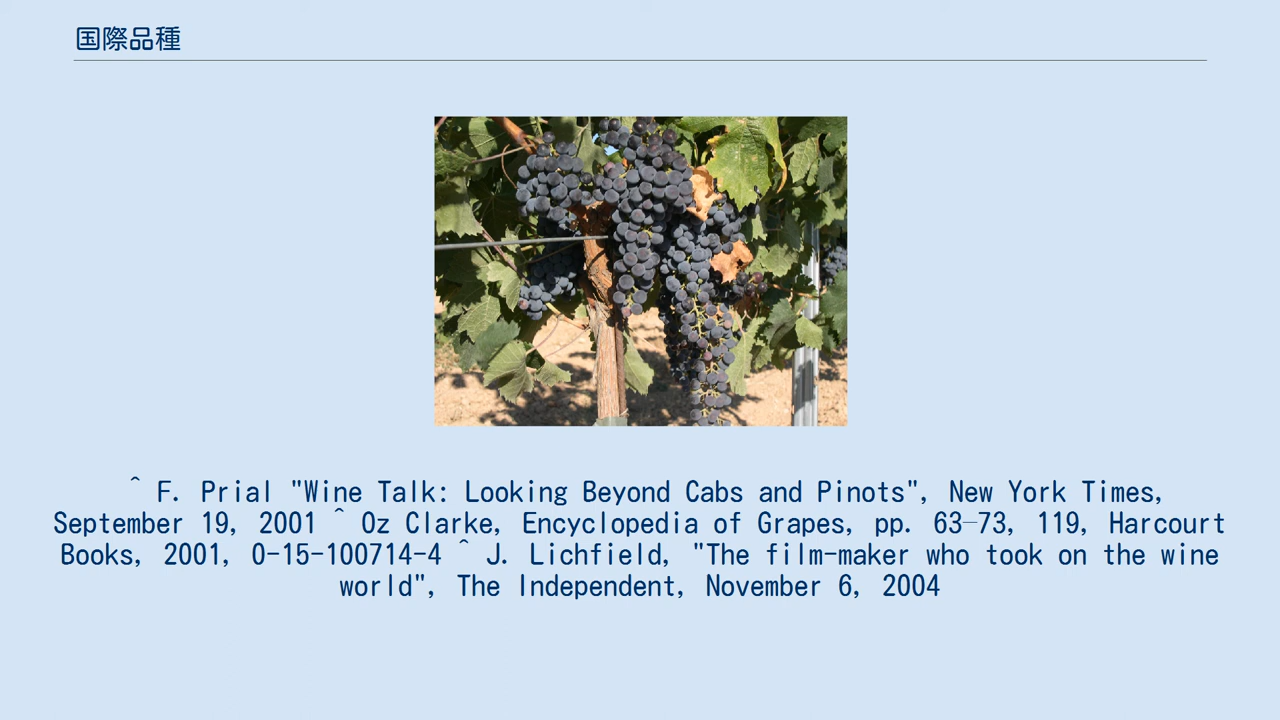 国際品種
^ F. Prial "Wine Talk: Looking Beyond Cabs and Pinots", New York Times,
September 19, 2001 ^ Oz Clarke, Encyclopedia of Grapes, pp. 63–73, 119, Harcourt
Books, 2001, 0-15-100714-4 ^ J. Lichfield, "The film-maker who took on the wine
world", The Independent, November 6, 2004